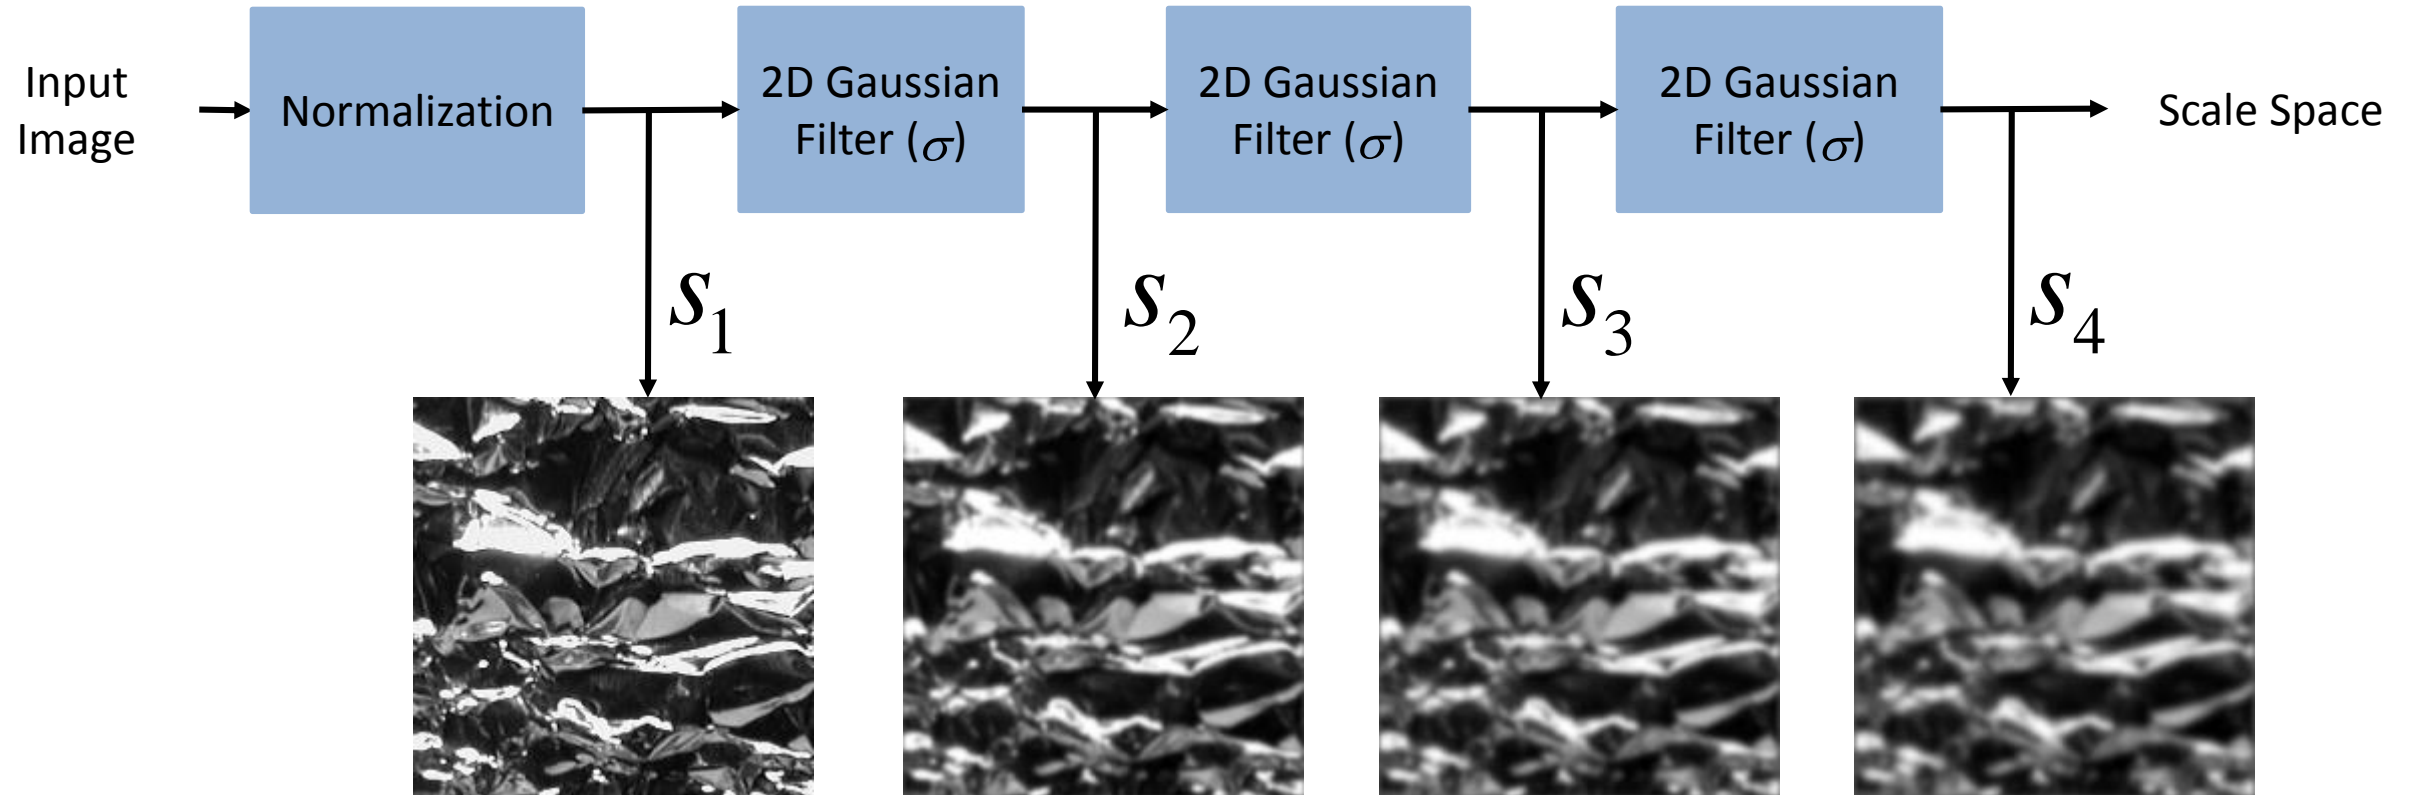 Input
Image
Normalization
2D Gaussian
Filter (σ)
2D Gaussian
Filter (σ)
2D Gaussian
Filter (σ)
Scale Space
s₁
s₂
s₃
s₄